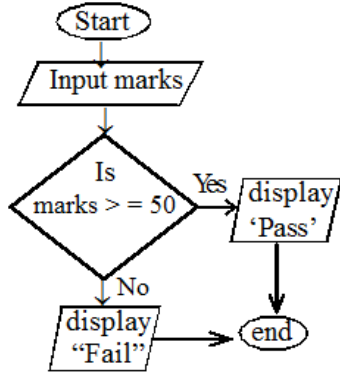 Start
Input marks
Is
marks > = 50
Yes
display
‘Pass’
No
display
“Fail”
end